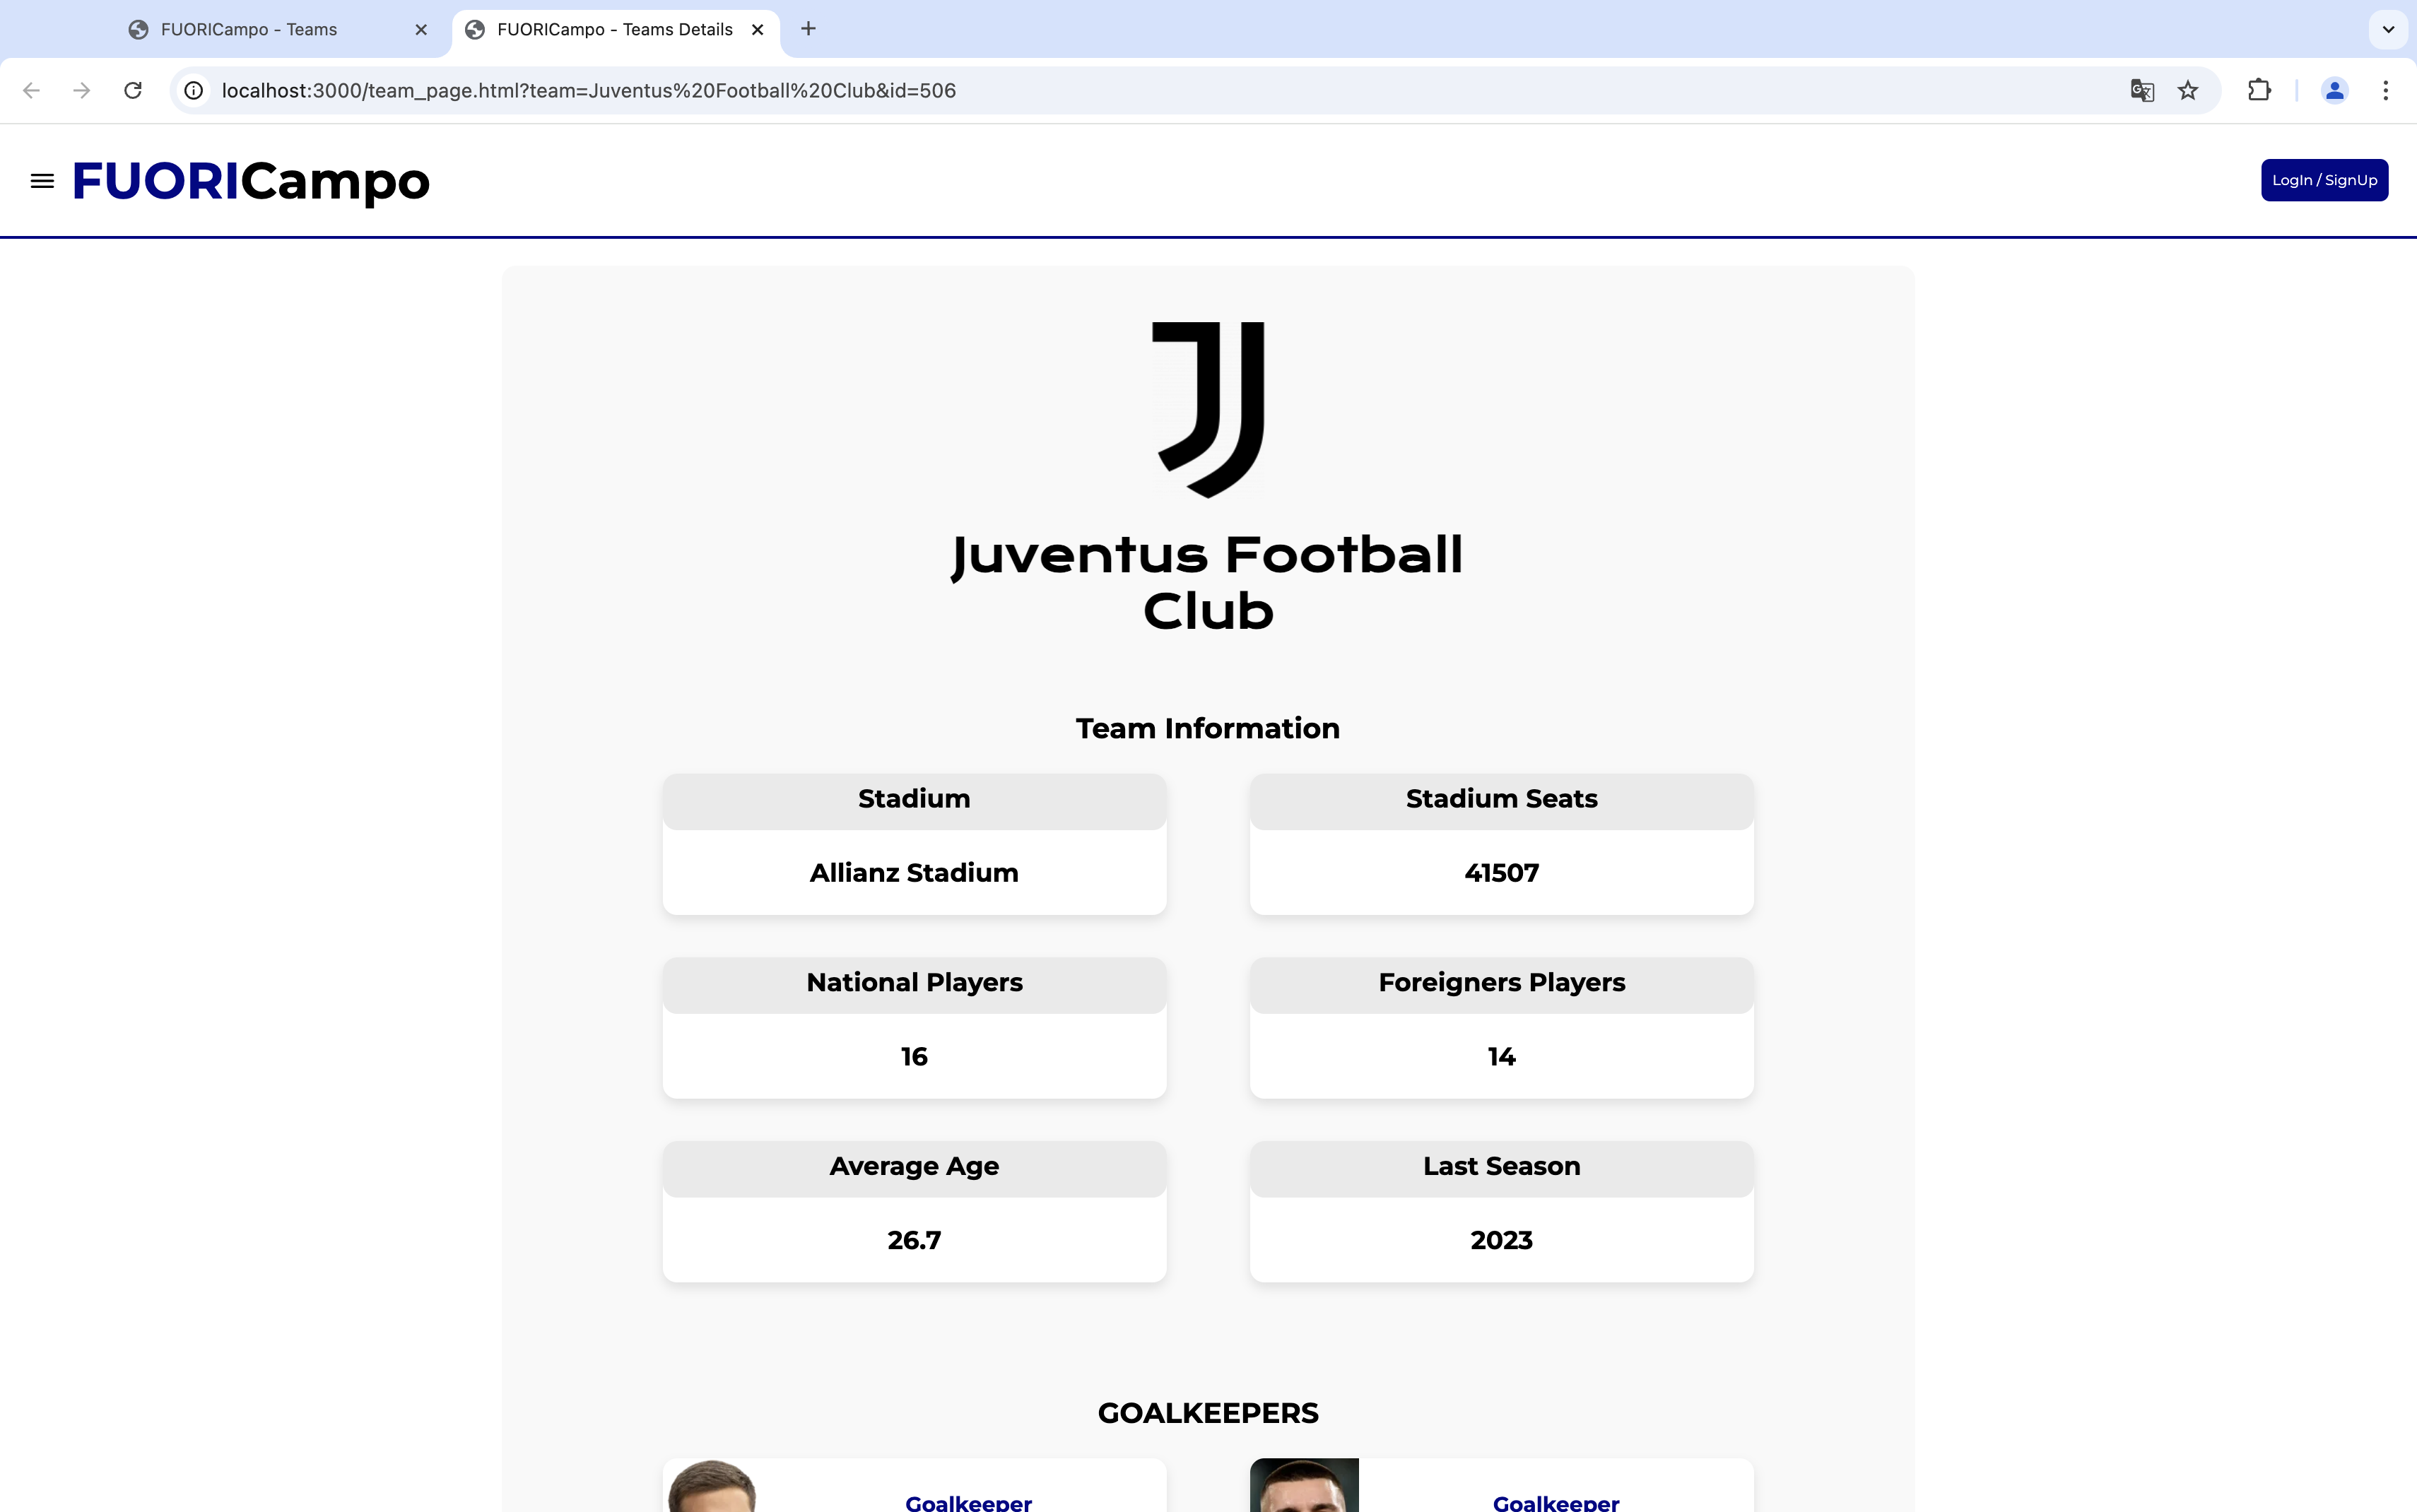 FUORICampo - Teams
FUORICampo - Teams Details
localhost:3000/team_page.html?team=Juventus%20Football%20Club&id=506
FUORICampo
LogIn / SignUp
Juventus Football
Club
Team Information
Stadium
Stadium Seats
Allianz Stadium
41507
National Players
Foreigners Players
16
14
Average Age
Last Season
26.7
2023
GOALKEEPERS
Goalkeeper
Goalkeeper